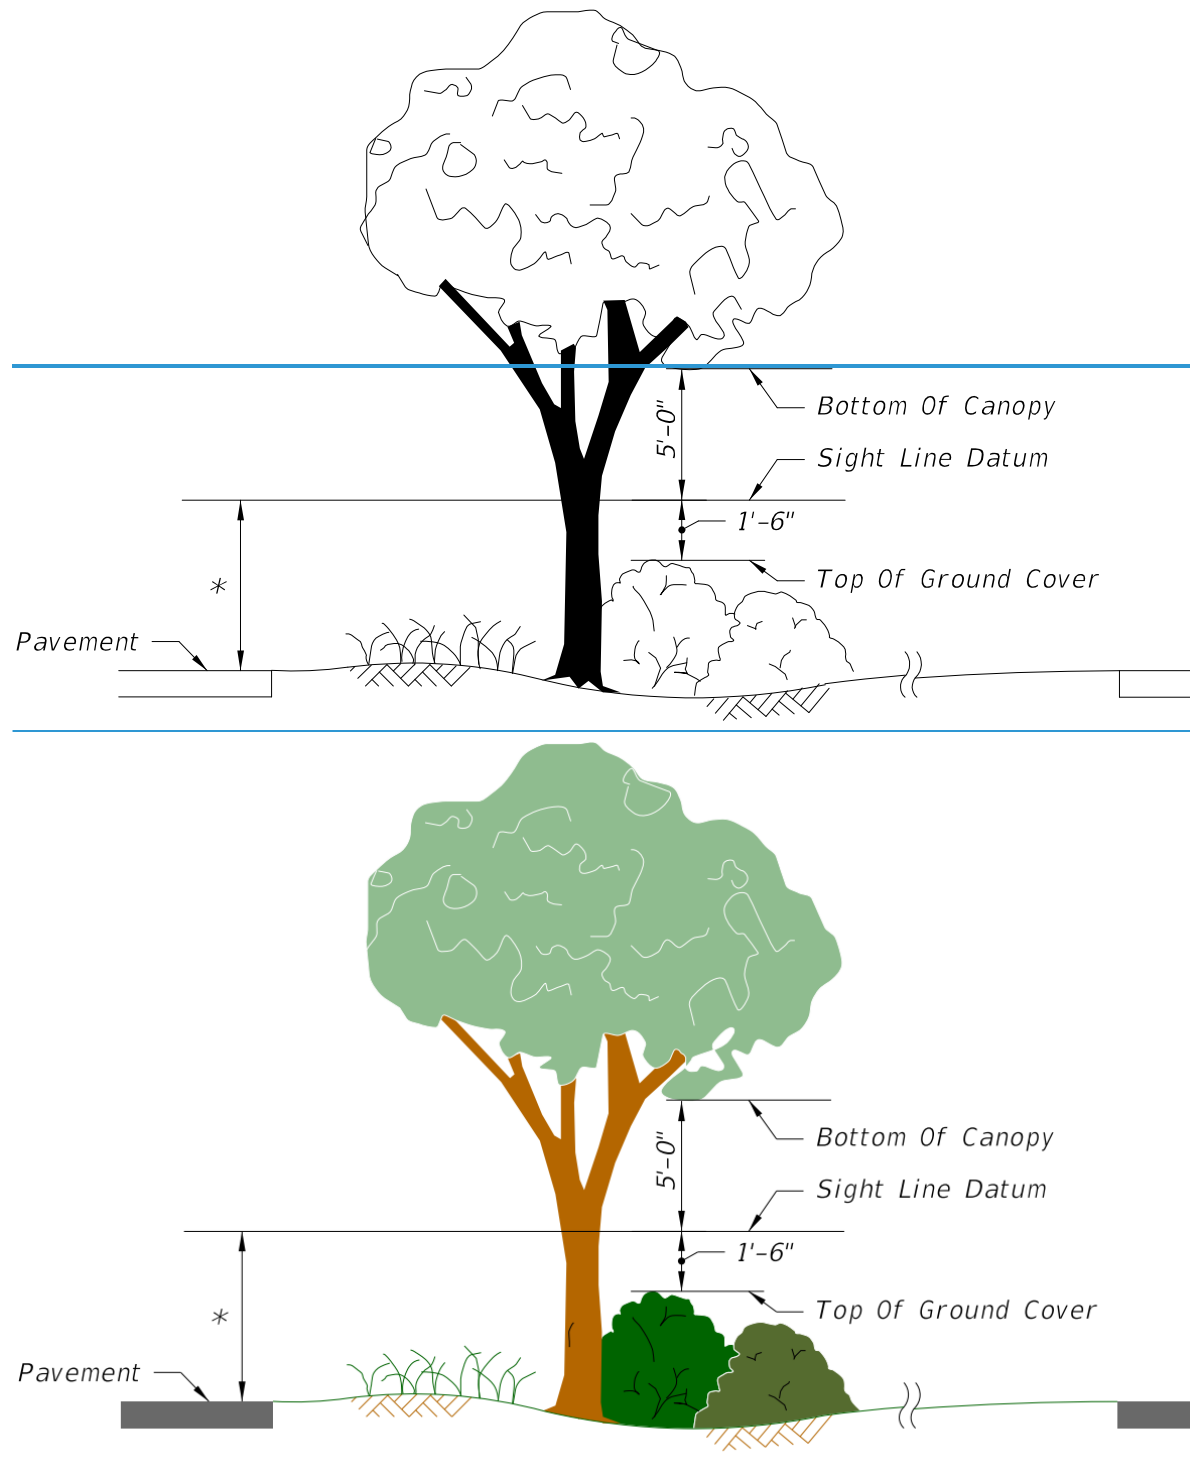 Bottom Of Canopy
5'-0"
Sight Line Datum
1'-6"
*
Top Of Ground Cover
Pavement
Bottom Of Canopy
5'-0"
Sight Line Datum
1'-6"
*
Top Of Ground Cover
Pavement